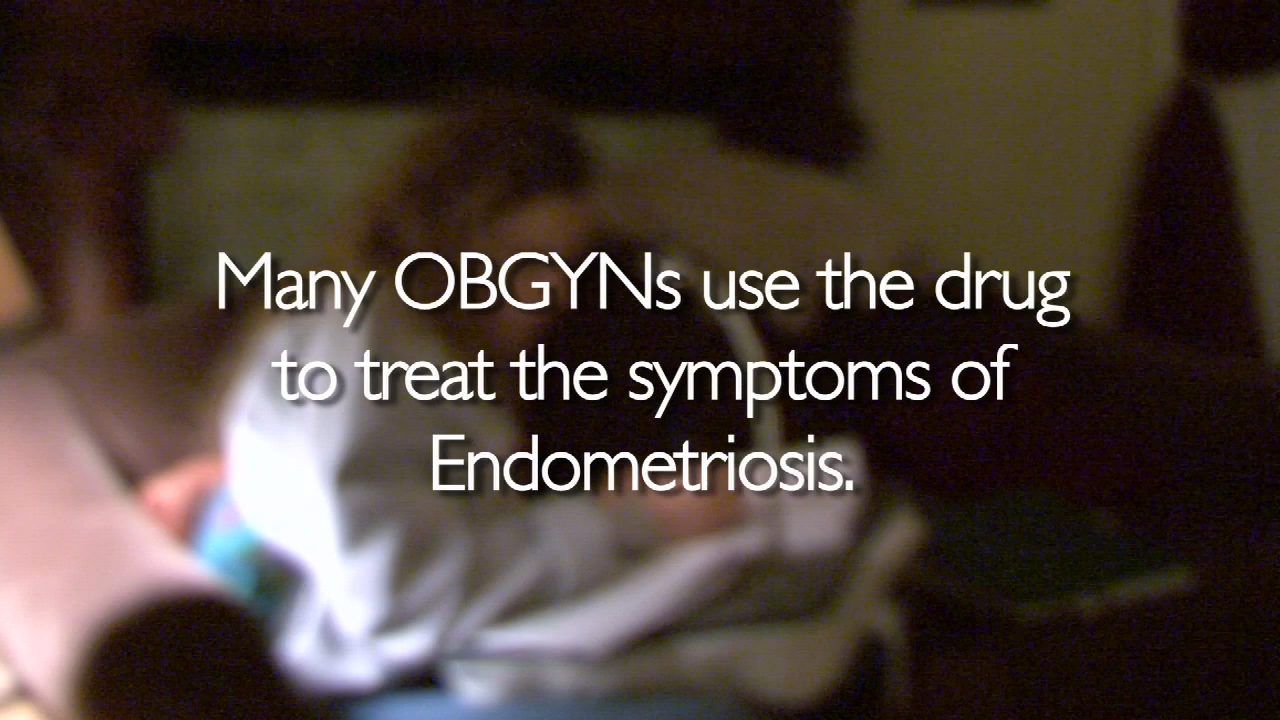 Many OBGYNs use the drug
to treat the symptoms of
Endometriosis.